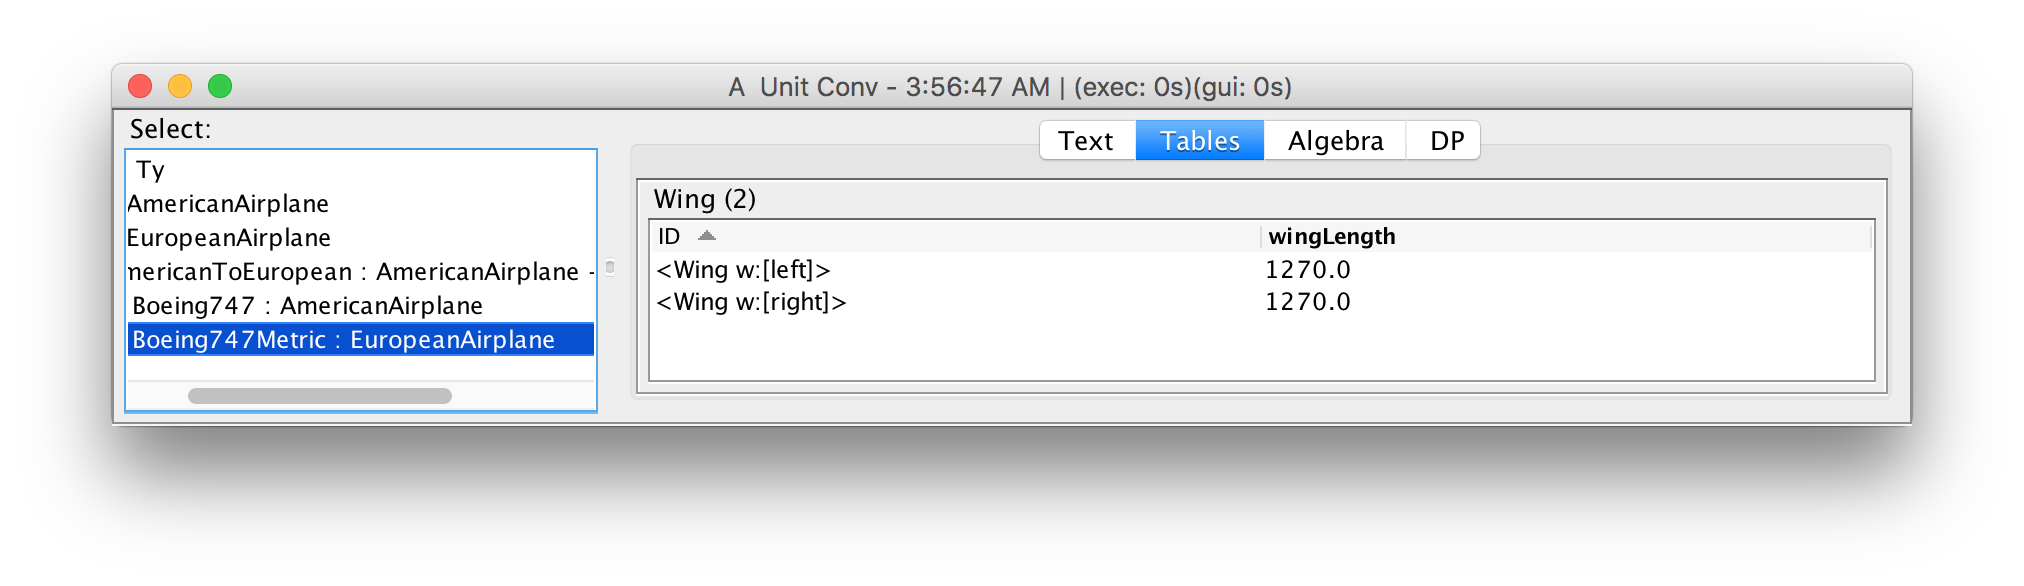 A Unit Conv - 3:56:47 AM | (exec: 0s)(gui: 0s)
Select:
Ty
AmericanAirplane
EuropeanAirplane
mericanToEuropean : AmericanAirplane -
Boeing747 : AmericanAirplane
Boeing747Metric : EuropeanAirplane
Text Tables Algebra DP
Wing (2)
ID wingLength
<Wing w:[left]> 1270.0
<Wing w:[right]> 1270.0